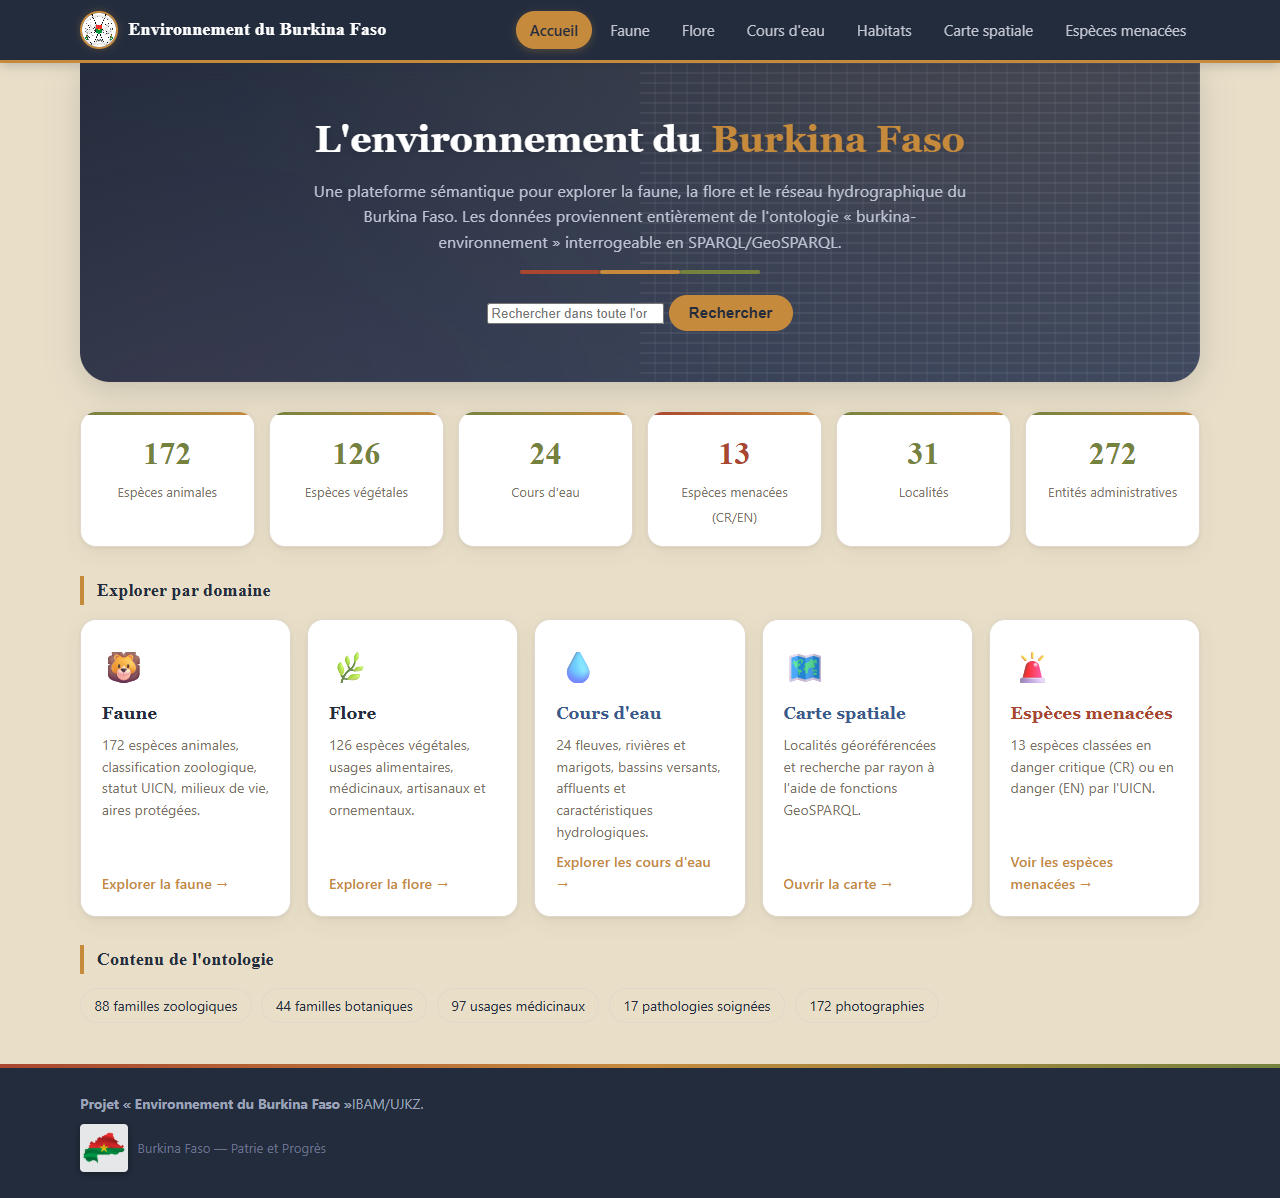 Environnement du Burkina Faso
Accueil
Faune
Flore
Cours d'eau
Habitats
Carte spatiale
Espèces menacées
L'environnement du Burkina Faso
Une plateforme sémantique pour explorer la faune, la flore et le réseau hydrographique du
Burkina Faso. Les données proviennent entièrement de l'ontologie « burkina-
environnement » interrogeable en SPARQL/GeoSPARQL.
Rechercher dans toute l'or
Rechercher
172
Espèces animales
126
Espèces végétales
24
Cours d'eau
13
Espèces menacées
(CR/EN)
31
Localités
272
Entités administratives
Explorer par domaine
Faune
172 espèces animales,
classification zoologique,
statut UICN, milieux de vie,
aires protégées.
Explorer la faune →
Flore
126 espèces végétales,
usages alimentaires,
médicinaux, artisanaux et
ornementaux.
Explorer la flore →
Cours d'eau
24 fleuves, rivières et
marigots, bassins versants,
affluents et
caractéristiques
hydrologiques.
Explorer les cours d'eau
→
Carte spatiale
Localités géoréférencées
et recherche par rayon à
l'aide de fonctions
GeoSPARQL.
Ouvrir la carte →
Espèces menacées
13 espèces classées en
danger critique (CR) ou en
danger (EN) par l'UICN.
Voir les espèces
menacées →
Contenu de l'ontologie
88 familles zoologiques
44 familles botaniques
97 usages médicinaux
17 pathologies soignées
172 photographies
Projet « Environnement du Burkina Faso »IBAM/UJKZ.
Burkina Faso — Patrie et Progrès